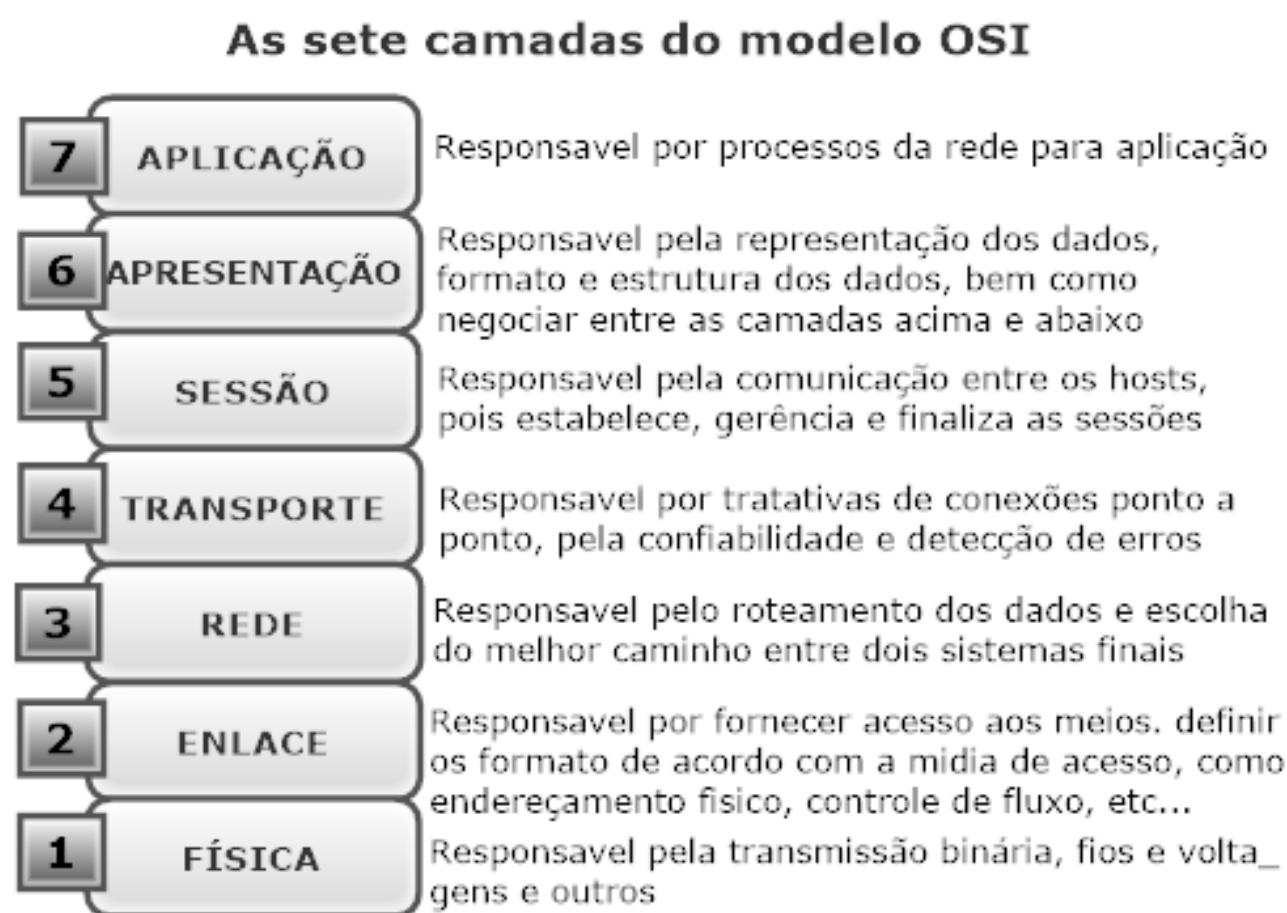 As sete camadas do modelo OSI
7 APLICAÇÃO
Responsavel por processos da rede para aplicação
6 APRESENTAÇÃO
Responsavel pela representação dos dados,
formato e estrutura dos dados, bem como
negociar entre as camadas acima e abaixo
5 SESSÃO
Responsavel pela comunicação entre os hosts,
pois estabelece, gerência e finaliza as sessões
4 TRANSPORTE
Responsavel por tratativas de conexões ponto a
ponto, pela confiabilidade e detecção de erros
3 REDE
Responsavel pelo roteamento dos dados e escolha
do melhor caminho entre dois sistemas finais
2 ENLACE
Responsavel por fornecer acesso aos meios. definir
os formato de acordo com a midia de acesso, como
endereçamento fisico, controle de fluxo, etc...
1 FÍSICA
Responsavel pela transmissão binária, fios e volta_
gens e outros